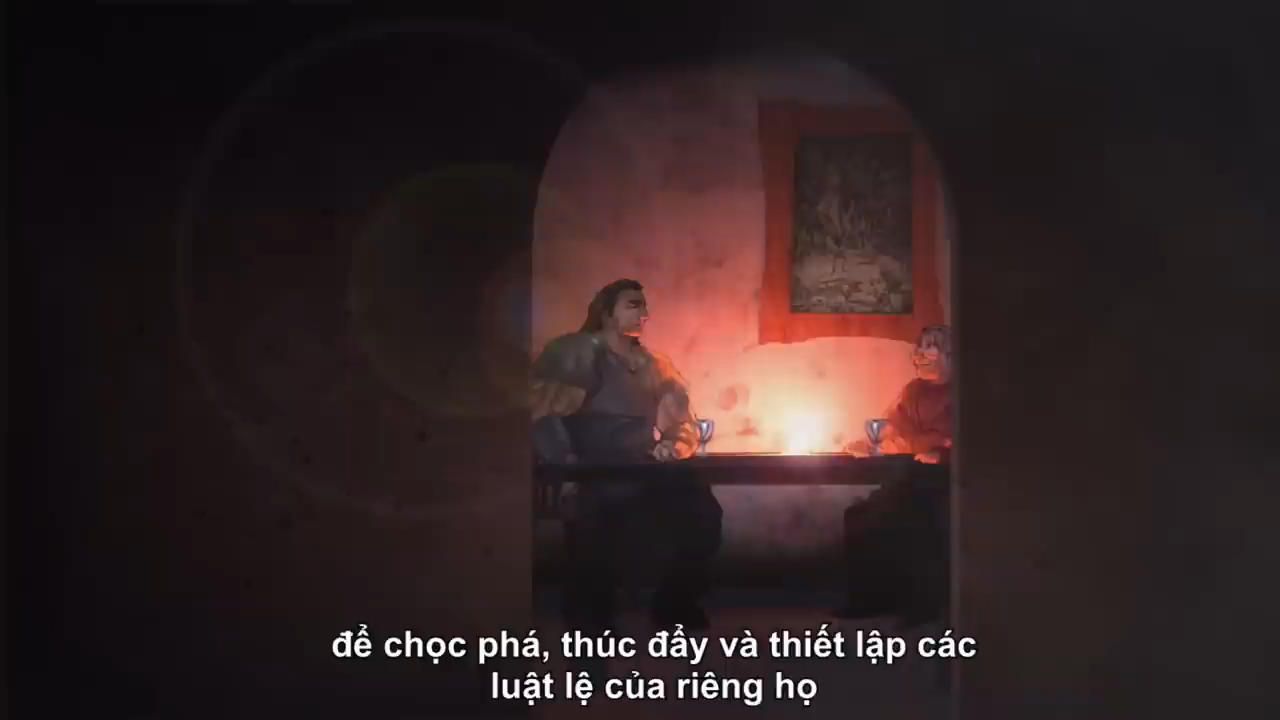 để chọc phá, thúc đẩy và thiết lập các
luật lệ của riêng họ